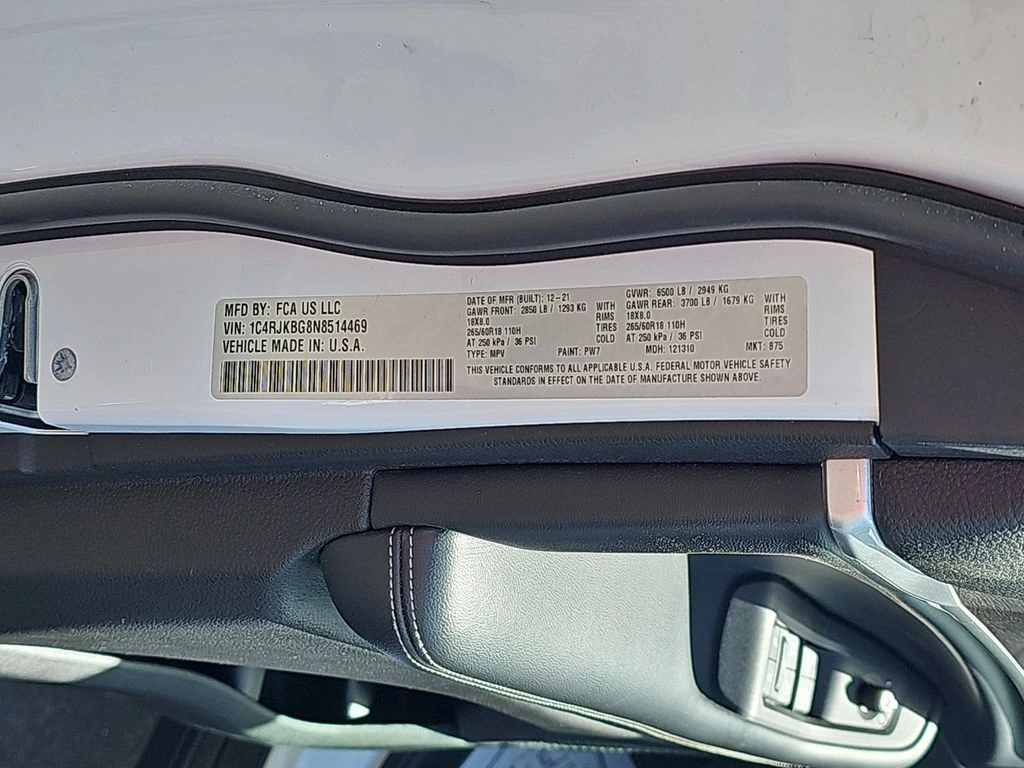 MFD BY: FCA US LLC
VIN: 1C4RJKBG8N8514469
VEHICLE MADE IN: U.S.A.
DATE OF MFR (BUILT): 12-21
GAWR FRONT: 2850 LB / 1293 KG
18X8.0
265/60R18 110H
AT 250 kPa / 36 PSI
WITH
RIMS
TIRES
COLD
TYPE: MPV
PAINT: PW7
GVWR: 6500 LB / 2949 KG
GAWR REAR: 3700 LB / 1679 KG
18X8.0
265/60R18 110H
AT 250 kPa / 36 PSI
WITH
RIMS
TIRES
COLD
MDH: 121310
MKT: 875
THIS VEHICLE CONFORMS TO ALL APPLICABLE U.S.A. FEDERAL MOTOR VEHICLE SAFETY
STANDARDS IN EFFECT ON THE DATE OF MANUFACTURE SHOWN ABOVE.